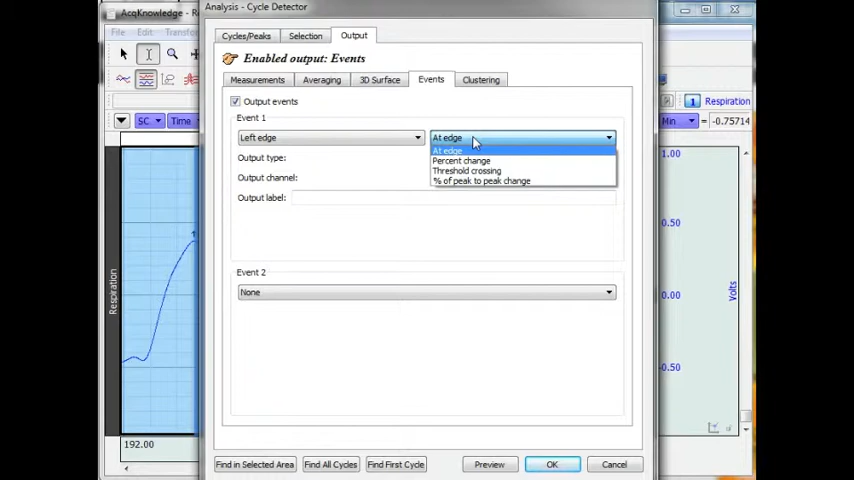 Analysis - Cycle Detector
AcqKnowledge - R
File
Edit
Transfor
Cycles/Peaks
Selection
Output
Enabled output: Events
Measurements
Averaging
3D Surface
Events
Clustering
1
Respiration
Output events
SC
Time
Min
= -0.75714
Event 1
Left edge
At edge
At edge
Percent change
Threshold crossing
% of peak to peak change
Output type:
Output channel:
Output label:
1.00
0.50
0.00
-0.50
Volts
Respiration
Event 2
None
192.00
Find in Selected Area
Find All Cycles
Find First Cycle
Preview
OK
Cancel